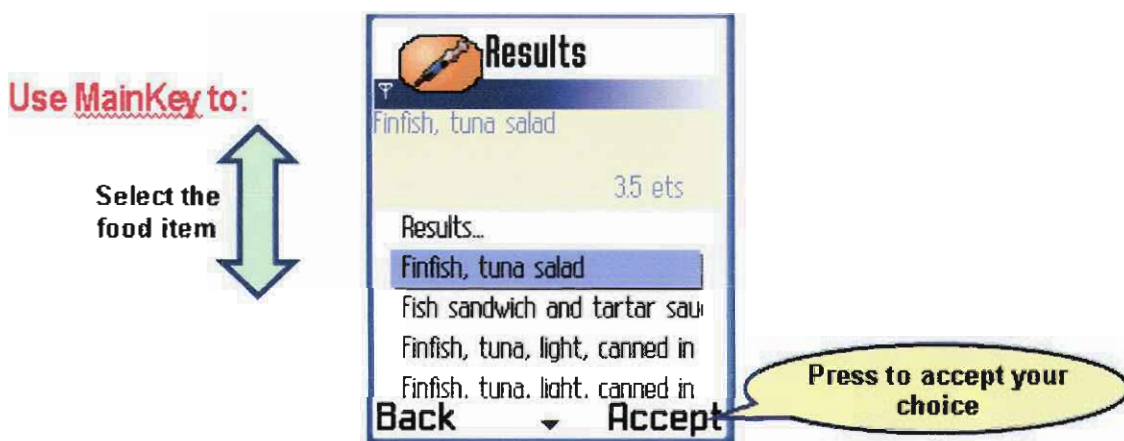 Results
Use MainKey to:
Finfish, tuna salad
3.5 ets
Select the
food item
Results...
Finfish, tuna salad
Fish sandwich and tartar sau
Finfish, tuna, light, canned in
Finfish, tuna, light, canned in
Back
Accept
Press to accept your
choice